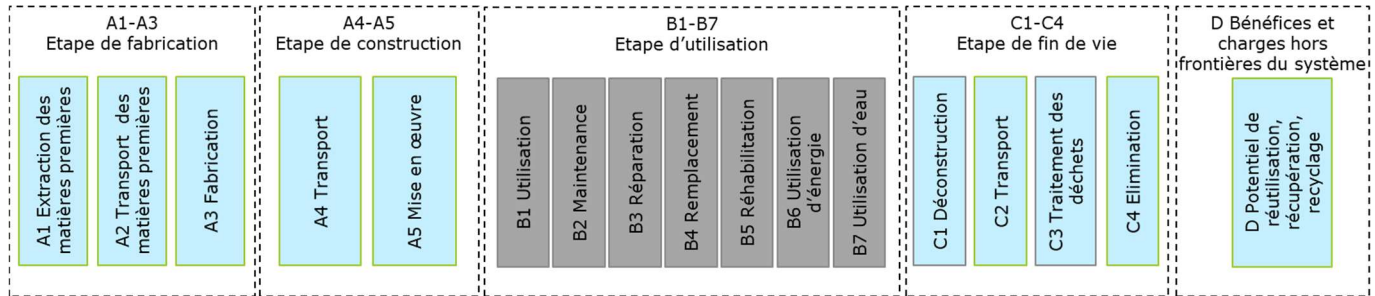 A1-A3
Etape de fabrication
A1 Extraction des
matières premières
A2 Transport des
matières premières
A3 Fabrication
A4-A5
Etape de construction
A4 Transport
A5 Mise en œuvre
B1-B7
Etape d'utilisation
B1 Utilisation
B2 Maintenance
B3 Réparation
B4 Remplacement
B5 Réhabilitation
B6 Utilisation
d'énergie
B7 Utilisation d'eau
C1-C4
Etape de fin de vie
C1 Déconstruction
C2 Transport
C3 Traitement des
déchets
C4 Elimination
D Bénéfices et
charges hors
frontières du système
D Potentiel de
réutilisation,
récupération,
recyclage